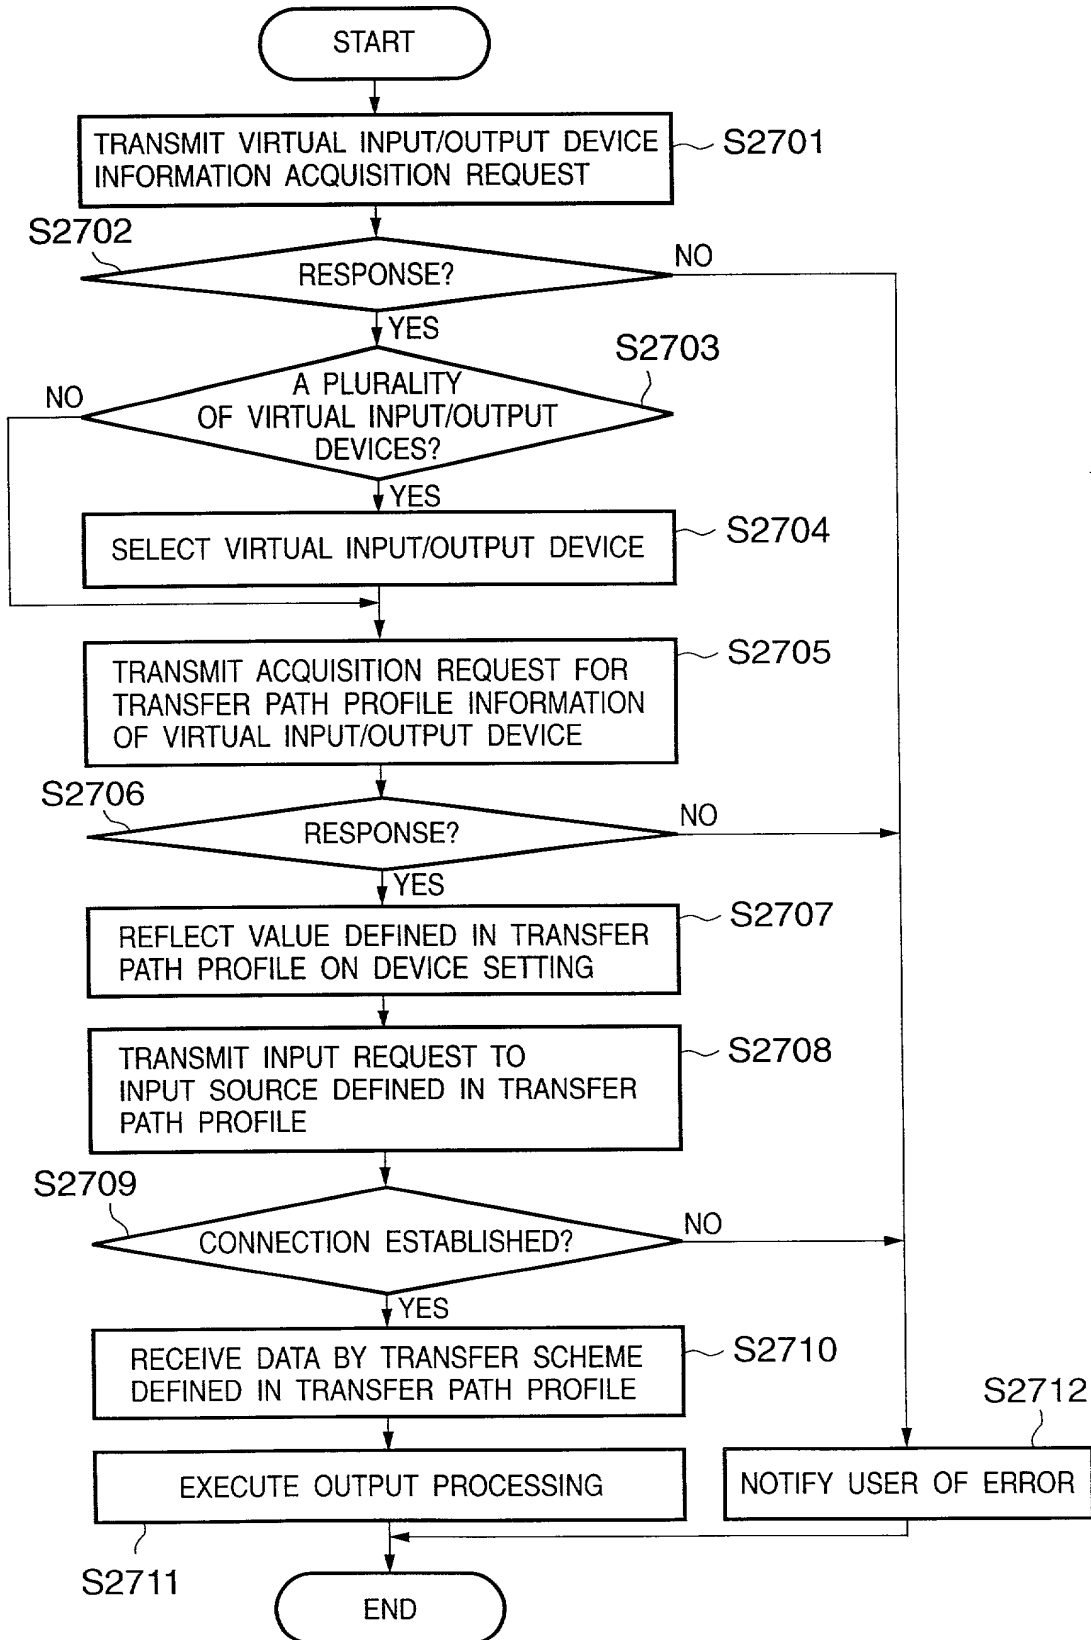 START
TRANSMIT VIRTUAL INPUT/OUTPUT DEVICE
INFORMATION ACQUISITION REQUEST
S2701
S2702
RESPONSE?
NO
YES
S2703
NO
A PLURALITY
OF VIRTUAL INPUT/OUTPUT
DEVICES?
YES
S2704
SELECT VIRTUAL INPUT/OUTPUT DEVICE
S2705
TRANSMIT ACQUISITION REQUEST FOR
TRANSFER PATH PROFILE INFORMATION
OF VIRTUAL INPUT/OUTPUT DEVICE
S2706
RESPONSE?
NO
YES
S2707
REFLECT VALUE DEFINED IN TRANSFER
PATH PROFILE ON DEVICE SETTING
S2708
TRANSMIT INPUT REQUEST TO
INPUT SOURCE DEFINED IN TRANSFER
PATH PROFILE
S2709
CONNECTION ESTABLISHED?
NO
YES
S2710
RECEIVE DATA BY TRANSFER SCHEME
DEFINED IN TRANSFER PATH PROFILE
S2712
EXECUTE OUTPUT PROCESSING
NOTIFY USER OF ERROR
S2711
END